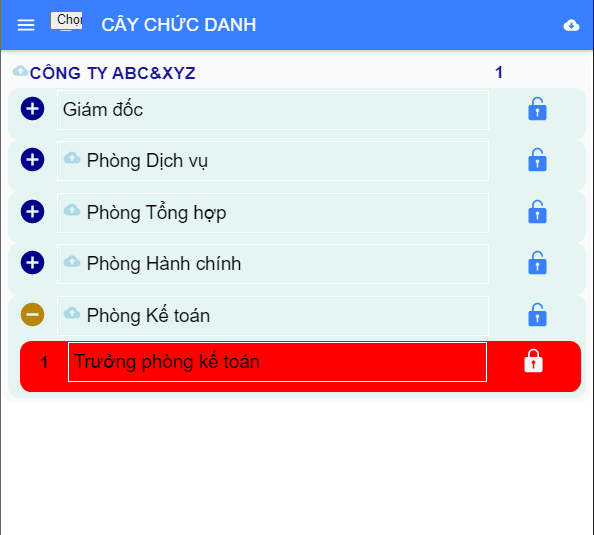 Chọn
CÂY CHỨC DANH
CÔNG TY ABC&XYZ 1
Giám đốc
Phòng Dịch vụ
Phòng Tổng hợp
Phòng Hành chính
Phòng Kế toán
1 Trưởng phòng kế toán